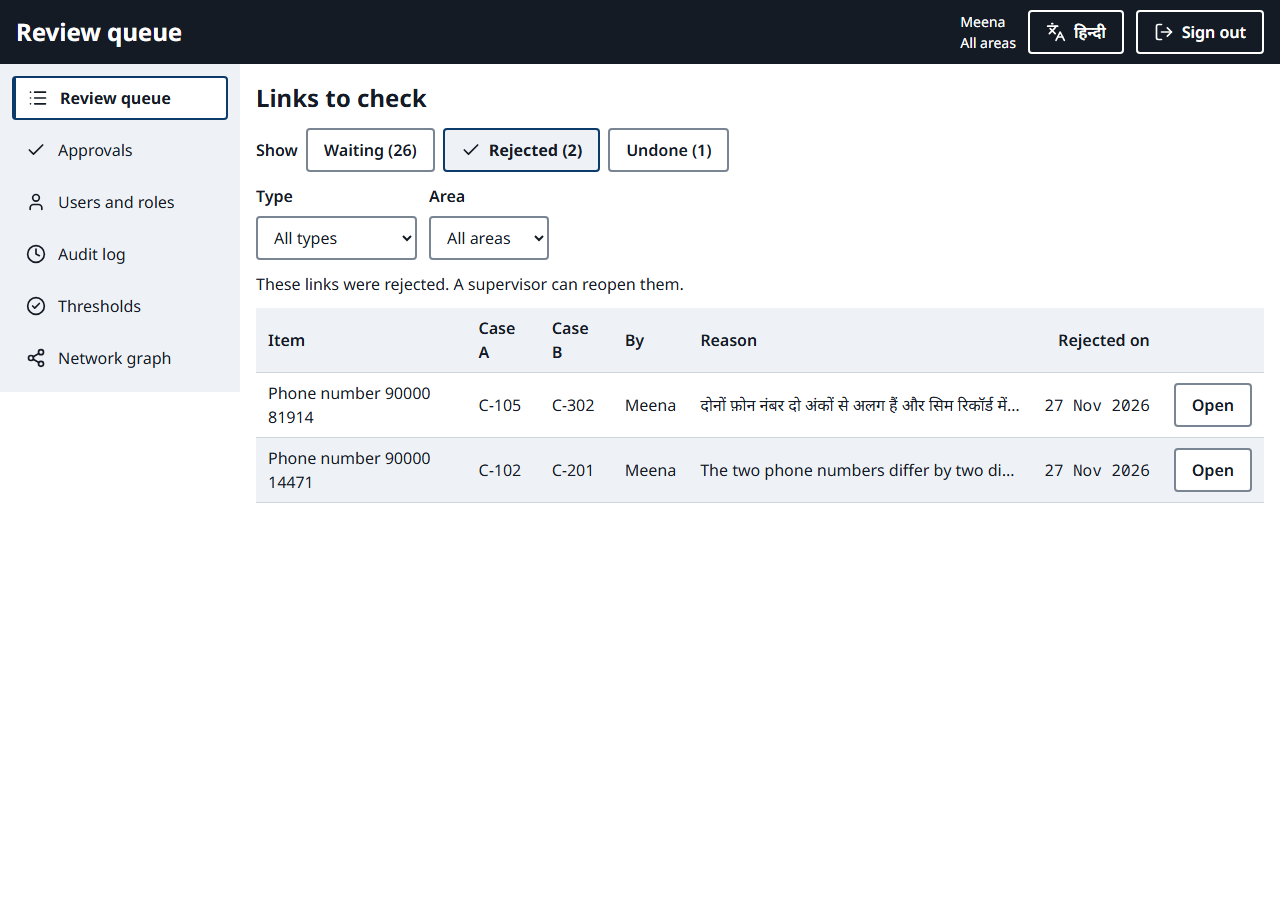 Review queue
Meena
All areas
हिन्दी
Sign out
Review queue
Approvals
Users and roles
Audit log
Thresholds
Network graph
Links to check
Show
Waiting (26)
Rejected (2)
Undone (1)
Type
Area
All types
All areas
These links were rejected. A supervisor can reopen them.
Item
Case A
Case B
By
Reason
Rejected on
Phone number 90000
81914
C-105
C-302
Meena
दोनों फ़ोन नंबर दो अंकों से अलग हैं और सिम रिकॉर्ड में…
27 Nov 2026
Open
Phone number 90000
14471
C-102
C-201
Meena
The two phone numbers differ by two di…
27 Nov 2026
Open